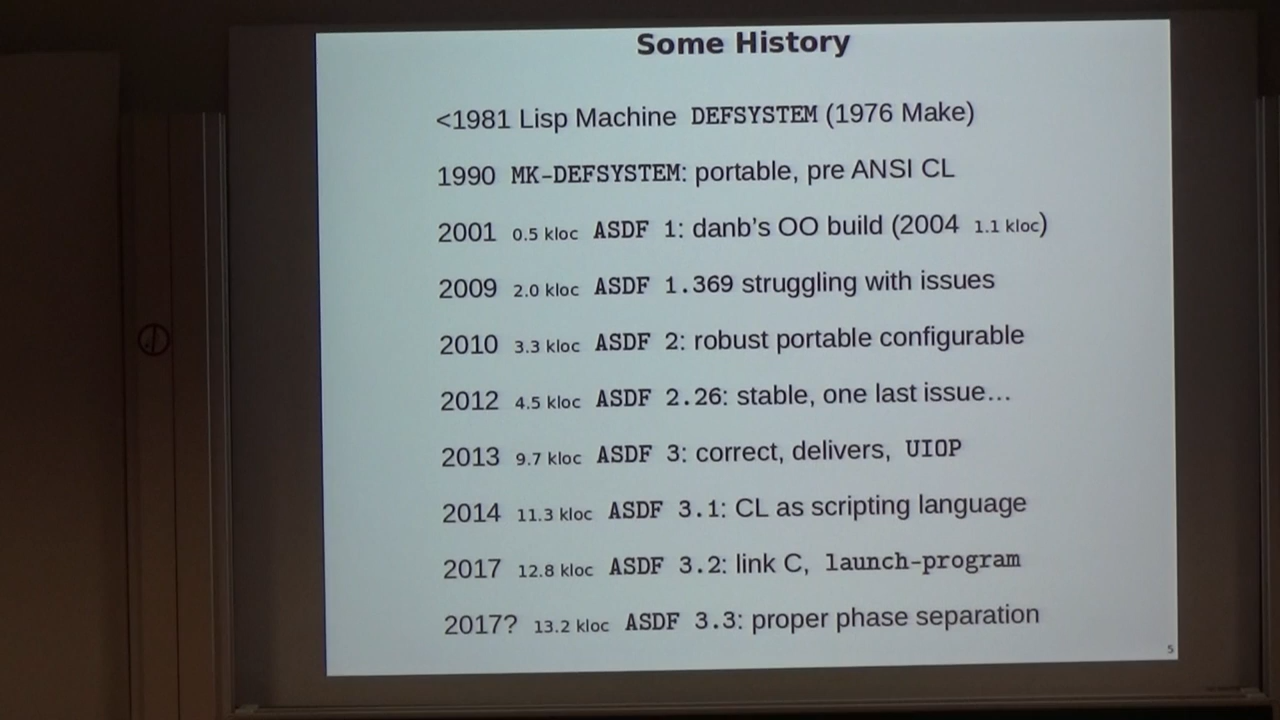 Some History
<1981 Lisp Machine DEFSYSTEM (1976 Make)
1990 MK-DEFSYSTEM: portable, pre ANSI CL
2001 0.5 kloc ASDF 1: danb's OO build (2004 1.1 kloc)
2009 2.0 kloc ASDF 1.369 struggling with issues
2010 3.3 kloc ASDF 2: robust portable configurable
2012 4.5 kloc ASDF 2.26: stable, one last issue…
2013 9.7 kloc ASDF 3: correct, delivers, UIOP
2014 11.3 kloc ASDF 3.1: CL as scripting language
2017 12.8 kloc ASDF 3.2: link C, launch-program
2017? 13.2 kloc ASDF 3.3: proper phase separation
5